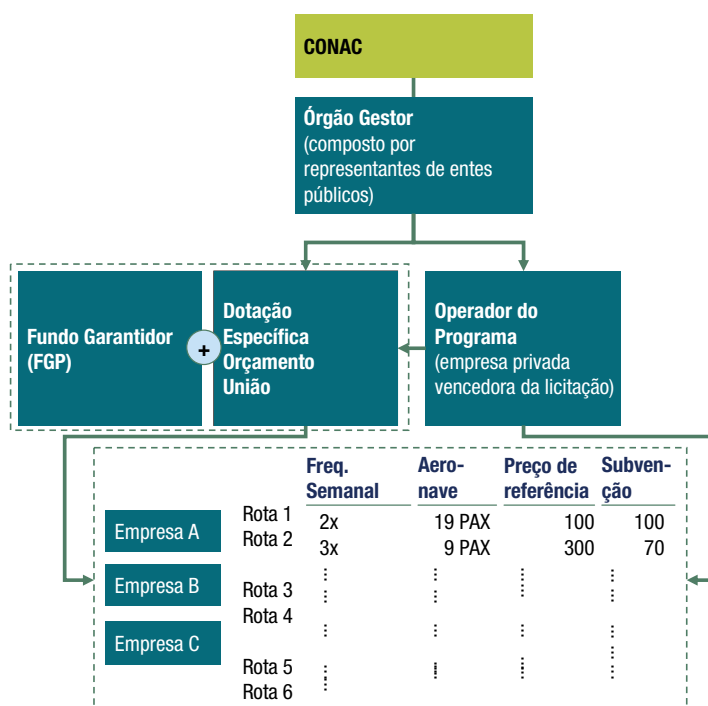 CONAC
Órgão Gestor
(composto por
representantes de entes
públicos)
Fundo Garantidor
(FGP)
+
Dotação
Específica
Orçamento
União
Operador do
Programa
(empresa privada
vencedora da licitação)
Freq. Semanal
Aero-nave
Preço de referência
Subven-ção
Empresa A
Rota 1 2x 19 PAX 100 100
Rota 2 3x 9 PAX 300 70
Empresa B
Rota 3
Rota 4
Empresa C
Rota 5
Rota 6